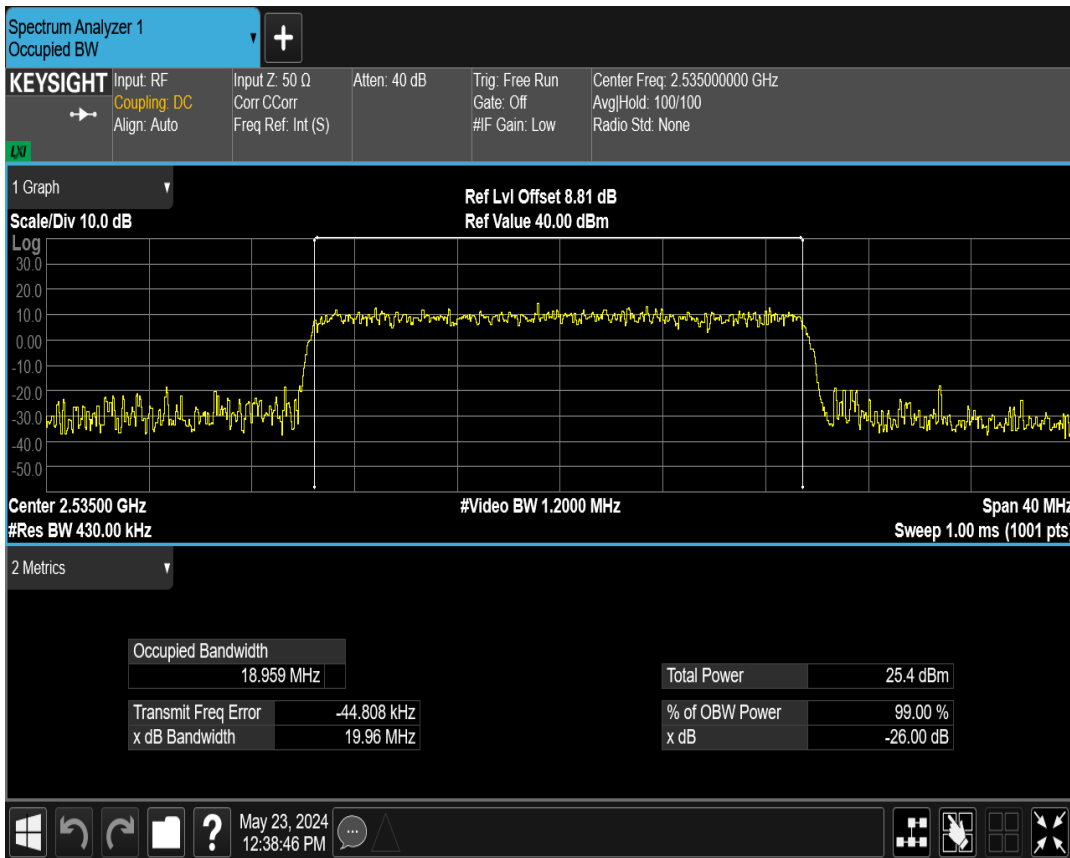 Spectrum Analyzer 1
Occupied BW
KEYSIGHT
LXI
Input: RF
Coupling: DC
Align: Auto
Input Z: 50 Ω
Corr CCorr
Freq Ref: Int (S)
Atten: 40 dB
Trig: Free Run
Gate: Off
#IF Gain: Low
Center Freq: 2.535000000 GHz
Avg|Hold: 100/100
Radio Std: None
1 Graph
Scale/Div 10.0 dB
Ref Lvl Offset 8.81 dB
Ref Value 40.00 dBm
Log
30.0
20.0
10.0
0.00
-10.0
-20.0
-30.0
-40.0
-50.0
Center 2.53500 GHz
#Res BW 430.00 kHz
#Video BW 1.2000 MHz
Span 40 MHz
Sweep 1.00 ms (1001 pts)
2 Metrics
Occupied Bandwidth
18.959 MHz
Transmit Freq Error -44.808 kHz
x dB Bandwidth 19.96 MHz
Total Power 25.4 dBm
% of OBW Power 99.00 %
x dB -26.00 dB
?
May 23, 2024
12:38:46 PM